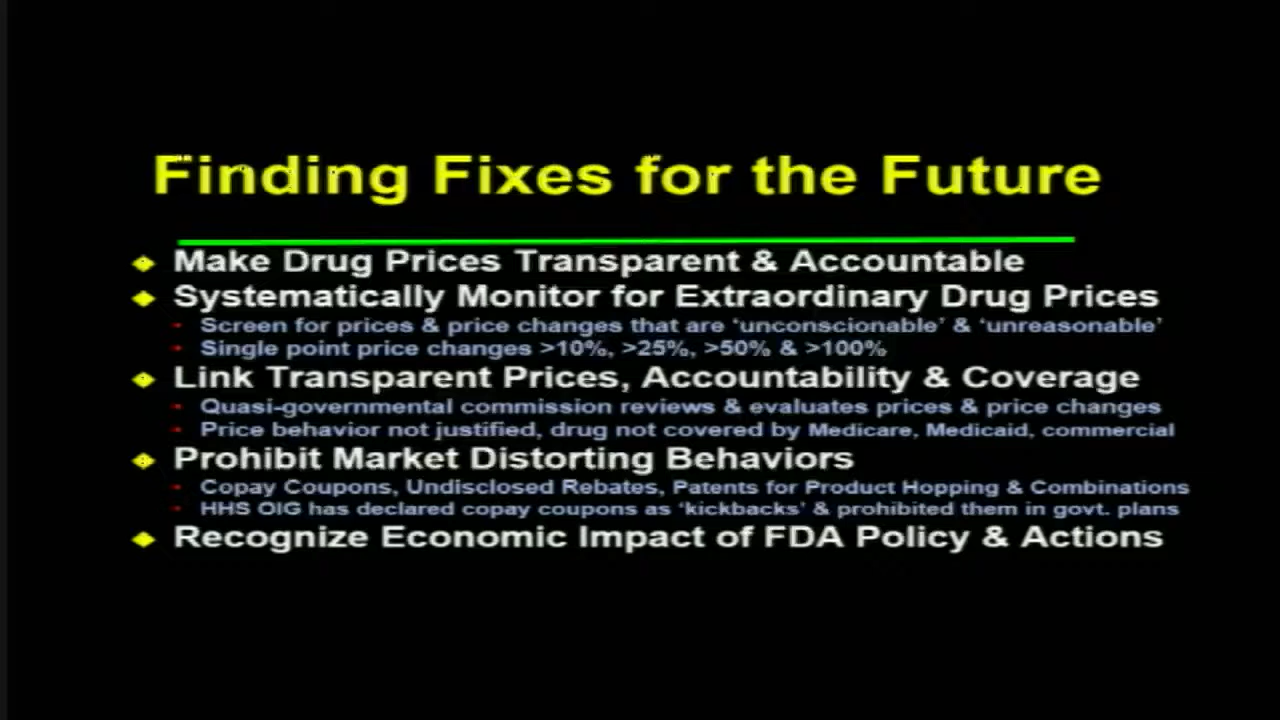 Finding Fixes for the Future
Make Drug Prices Transparent & Accountable
Systematically Monitor for Extraordinary Drug Prices
Screen for prices & price changes that are ‘unconscionable’ & ‘unreasonable’
Single point price changes >10%, >25%, >50% & >100%
Link Transparent Prices, Accountability & Coverage
Quasi-governmental commission reviews & evaluates prices & price changes
Price behavior not justified, drug not covered by Medicare, Medicaid, commercial
Prohibit Market Distorting Behaviors
Copay Coupons, Undisclosed Rebates, Patents for Product Hopping & Combinations
HHS OIG has declared copay coupons as ‘kickbacks’ & prohibited them in govt. plans
Recognize Economic Impact of FDA Policy & Actions